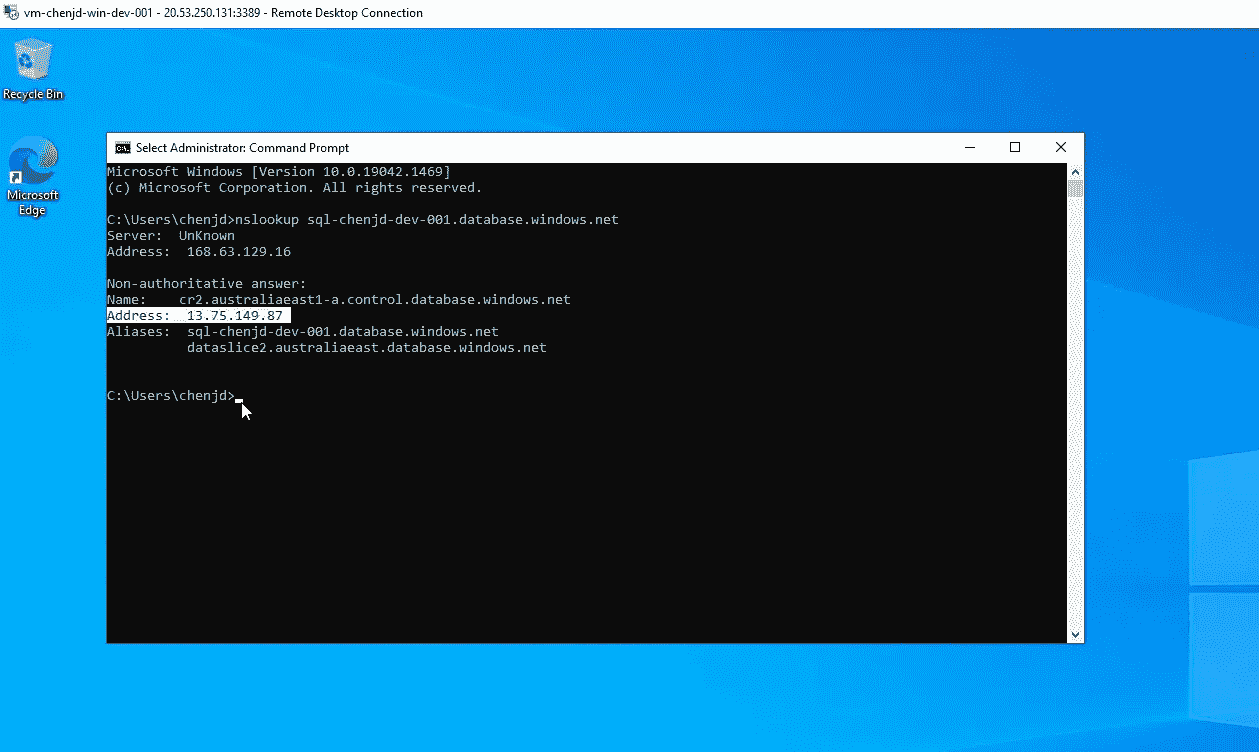 vm-chenjd-win-dev-001 - 20.53.250.131:3389 - Remote Desktop Connection
Recycle Bin
Microsoft
Edge
Select Administrator: Command Prompt
Microsoft Windows [Version 10.0.19042.1469]
(c) Microsoft Corporation. All rights reserved.
C:\Users\chenjd>nslookup sql-chenjd-dev-001.database.windows.net
Server:  UnKnown
Address:  168.63.129.16
Non-authoritative answer:
Name:    cr2.australiaeast1-a.control.database.windows.net
Address:  13.75.149.87
Aliases:  sql-chenjd-dev-001.database.windows.net
dataslice2.australiaeast.database.windows.net
C:\Users\chenjd>